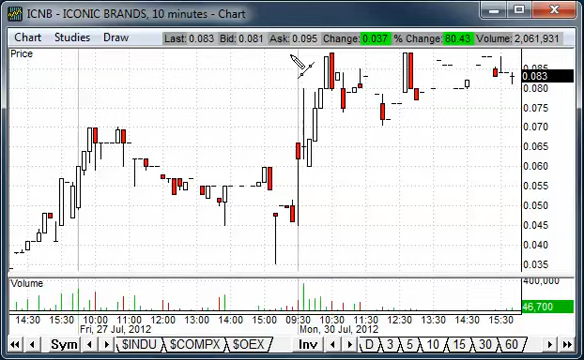 ICNB - ICONIC BRANDS, 10 minutes - Chart
Chart Studies Draw Last: 0.083 Bid: 0.081 Ask: 0.095 Change: 0.037 % Change: 80.43 Volume: 2,061,931
Price
0.085
0.083
0.080
0.075
0.070
0.065
0.060
0.055
0.050
0.045
0.040
0.035
Volume
400,000
46,700
14:30 15:30 10:00 11:00 12:00 13:00 14:00 15:00 09:30 10:30 11:30 12:30 13:30 14:30 15:30
Fri, 27 Jul, 2012 Mon, 30 Jul, 2012
Sym $INDU $COMPX $OEX Inv D 3 5 10 15 30 60